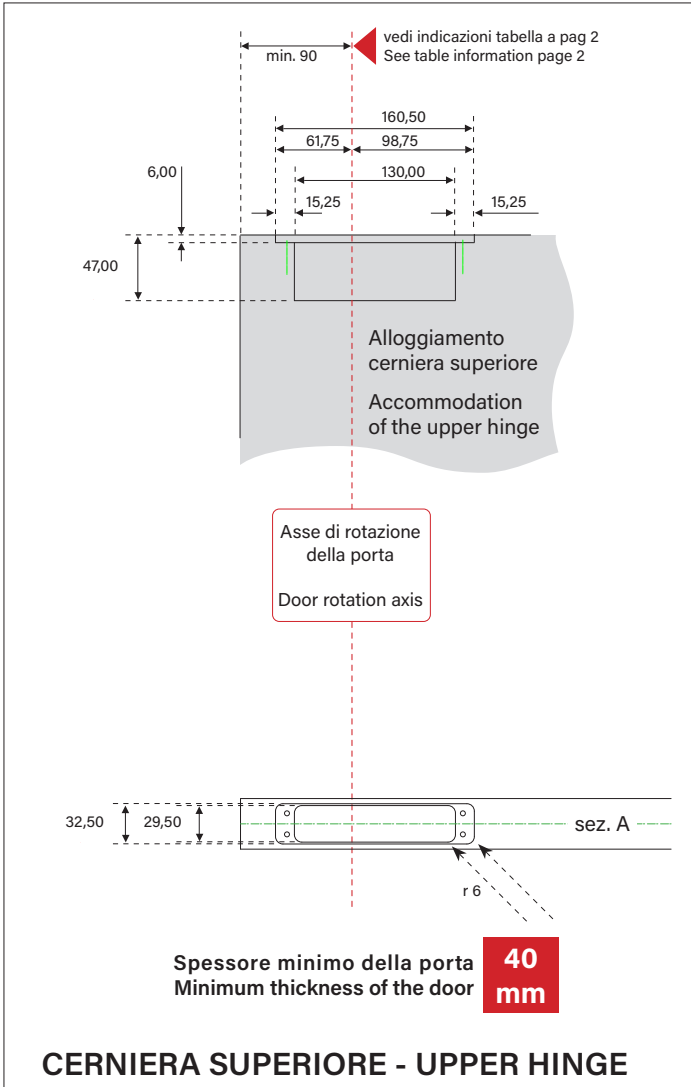 vedi indicazioni tabella a pag 2
See table information page 2
min. 90
160,50
61,75
98,75
6,00
130,00
15,25
15,25
47,00
Alloggiamento
cerniera superiore
Accommodation
of the upper hinge
Asse di rotazione
della porta
Door rotation axis
32,50
29,50
sez. A
r 6
Spessore minimo della porta
Minimum thickness of the door
40
mm
CERNIERA SUPERIORE - UPPER HINGE